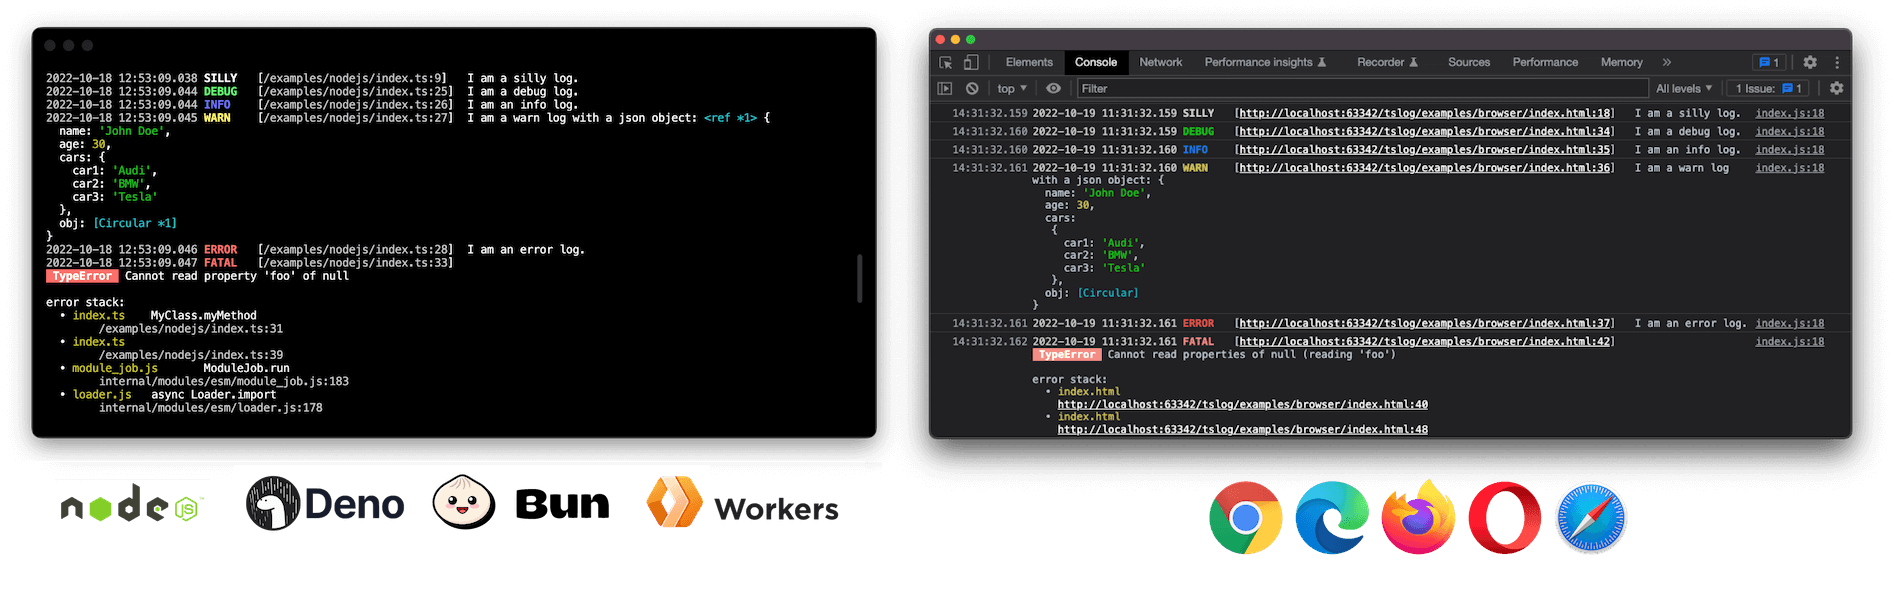 2022-10-18 12:53:09.038 SILLY [/examples/nodejs/index.ts:9] I am a silly log.
2022-10-18 12:53:09.044 DEBUG [/examples/nodejs/index.ts:25] I am a debug log.
2022-10-18 12:53:09.044 INFO [/examples/nodejs/index.ts:26] I am an info log.
2022-10-18 12:53:09.045 WARN [/examples/nodejs/index.ts:27] I am a warn log with a json object: <ref *1> {
name: 'John Doe',
age: 30,
cars: {
car1: 'Audi',
car2: 'BMW',
car3: 'Tesla'
},
obj: [Circular *1]
}
2022-10-18 12:53:09.046 ERROR [/examples/nodejs/index.ts:28] I am an error log.
2022-10-18 12:53:09.047 FATAL [/examples/nodejs/index.ts:33]
TypeError Cannot read property 'foo' of null
error stack:
• index.ts MyClass.myMethod
/examples/nodejs/index.ts:31
• index.ts
/examples/nodejs/index.ts:39
• module_job.js ModuleJob.run
internal/modules/esm/module_job.js:183
• loader.js async Loader.import
internal/modules/esm/loader.js:178
Elements Console Network Performance insights Recorder Sources Performance Memory » 1
top Filter All levels 1 Issue: 1
14:31:32.159 2022-10-19 11:31:32.159 SILLY [http://localhost:63342/tslog/examples/browser/index.html:18] I am a silly log. index.js:18
14:31:32.160 2022-10-19 11:31:32.160 DEBUG [http://localhost:63342/tslog/examples/browser/index.html:34] I am a debug log. index.js:18
14:31:32.160 2022-10-19 11:31:32.160 INFO [http://localhost:63342/tslog/examples/browser/index.html:35] I am an info log. index.js:18
14:31:32.161 2022-10-19 11:31:32.160 WARN [http://localhost:63342/tslog/examples/browser/index.html:36] I am a warn log index.js:18
with a json object: {
name: 'John Doe',
age: 30,
cars:
{
car1: 'Audi',
car2: 'BMW',
car3: 'Tesla'
},
obj: [Circular]
}
14:31:32.161 2022-10-19 11:31:32.161 ERROR [http://localhost:63342/tslog/examples/browser/index.html:37] I am an error log. index.js:18
14:31:32.162 2022-10-19 11:31:32.161 FATAL [http://localhost:63342/tslog/examples/browser/index.html:42] index.js:18
TypeError Cannot read properties of null (reading 'foo')
error stack:
• index.html
http://localhost:63342/tslog/examples/browser/index.html:40
• index.html
http://localhost:63342/tslog/examples/browser/index.html:48
node JS ™
Deno
Bun
Workers